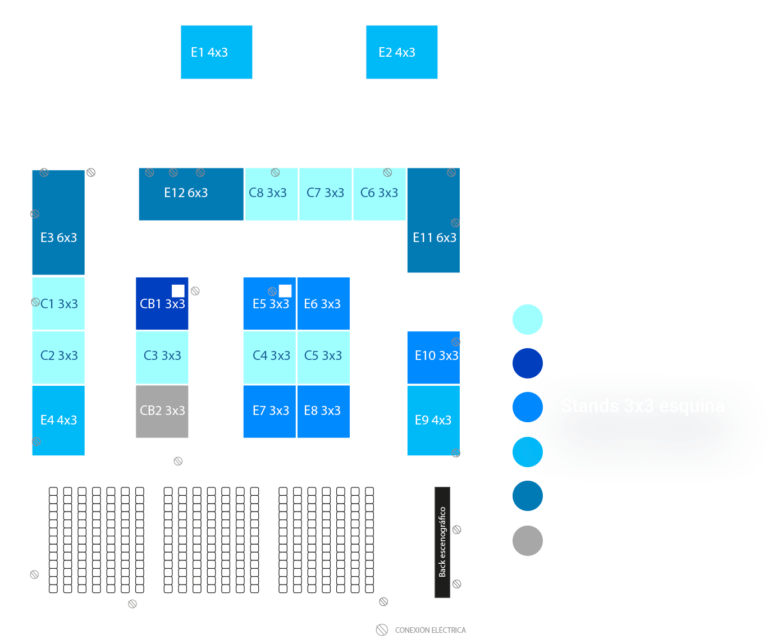 E1 4x3
E2 4x3
E12 6x3
C8 3x3
C7 3x3
C6 3x3
E3 6x3
E11 6x3
C1 3x3
CB1 3x3
E5 3x3
E6 3x3
C2 3x3
C3 3x3
C4 3x3
C5 3x3
E10 3x3
E4 4x3
CB2 3x3
E7 3x3
E8 3x3
E9 4x3
Stands 3x3 esquina
Back escenográfico
CONEXIÓN ELÉCTRICA